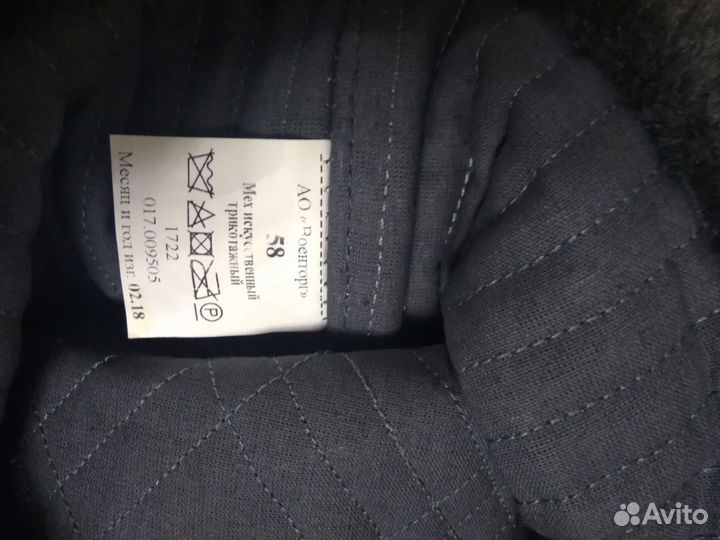 АО «Военторг»
58
Мех искусственный
трикотажный
P
1722
017.009505
Месяц и год изг. 02.18
Avito